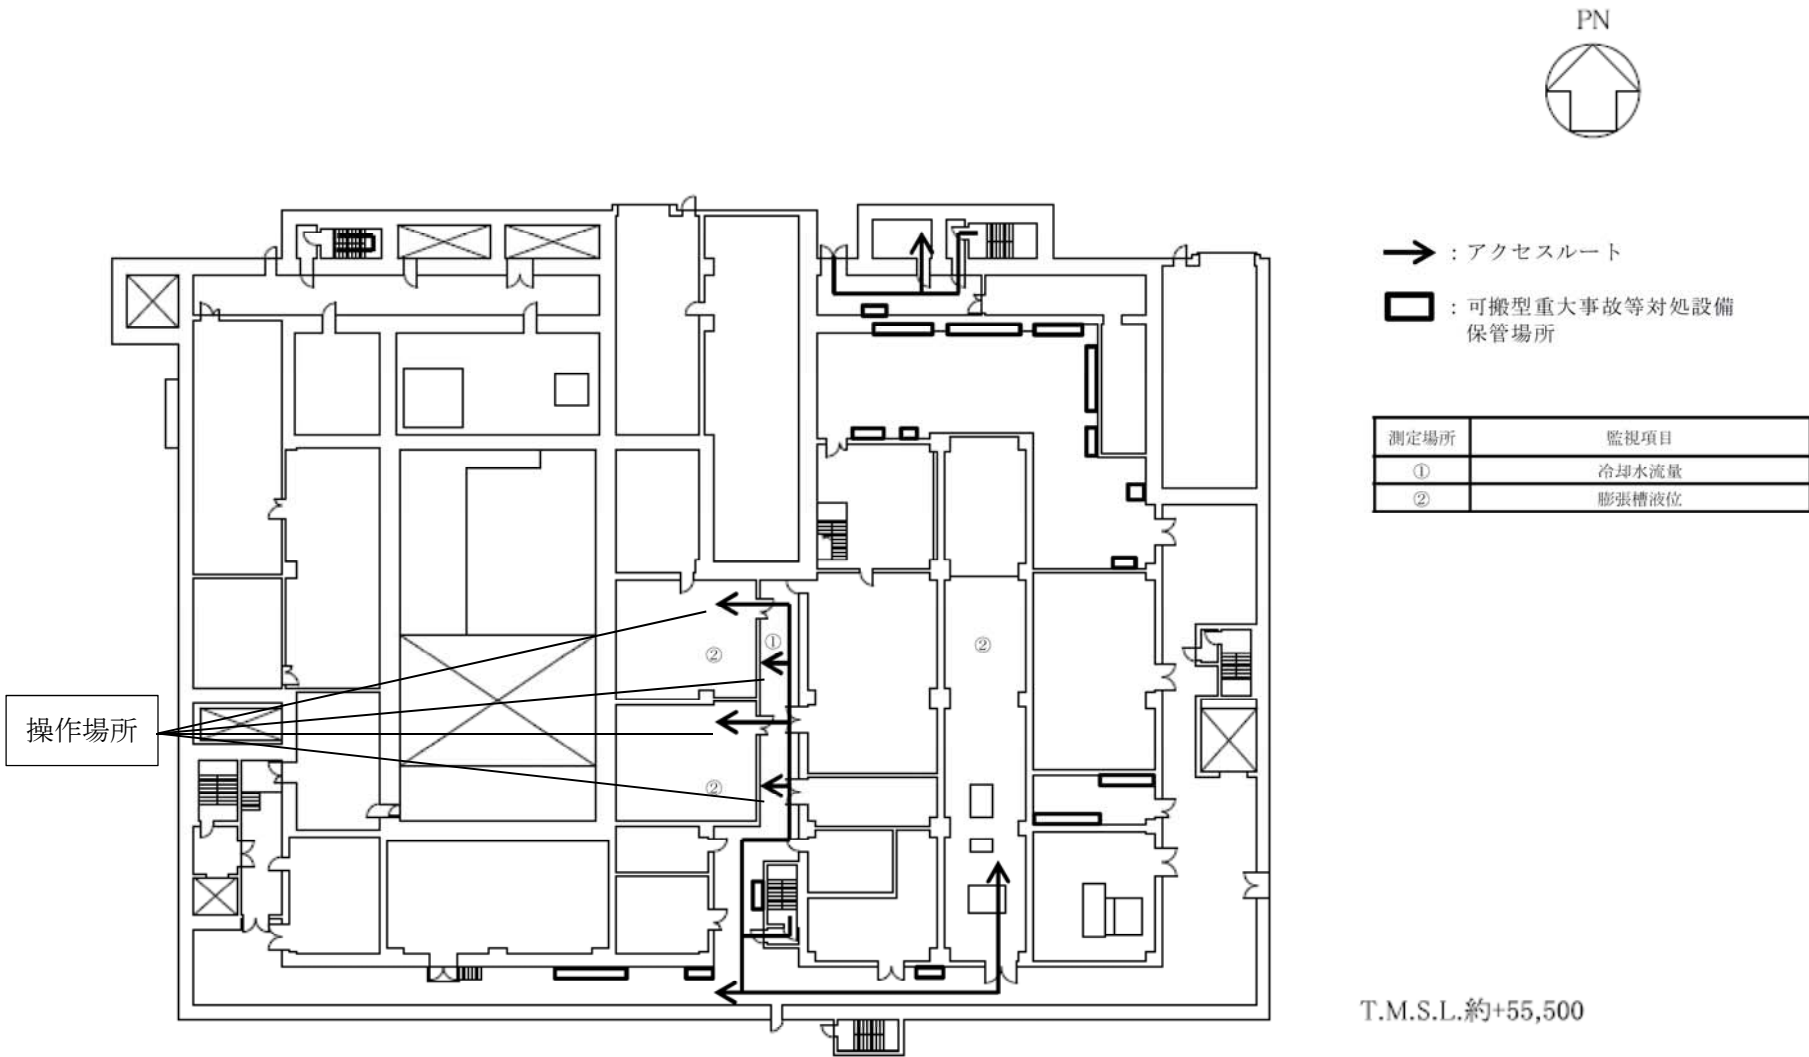 PN
：アクセスルート
：可搬型重大事故等対処設備
保管場所
測定場所 監視項目
① 冷却水流量
② 膨張槽液位
①
②
②
②
操作場所
T.M.S.L.約+55,500